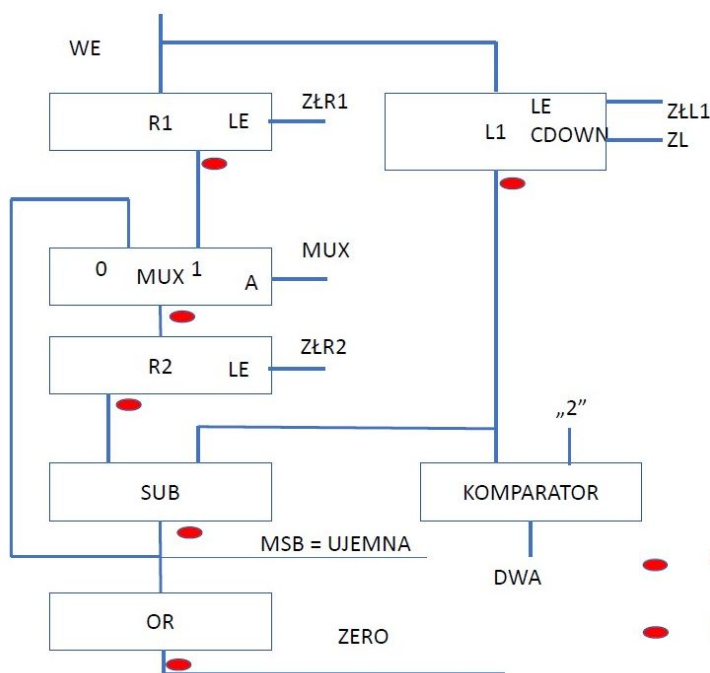 WE
R1
LE
ZŁR1
L1
LE
CDOWN
ZŁL1
ZL
0
MUX
1
A
MUX
R2
LE
ZŁR2
„2”
SUB
KOMPARATOR
MSB = UJEMNA
DWA
OR
ZERO